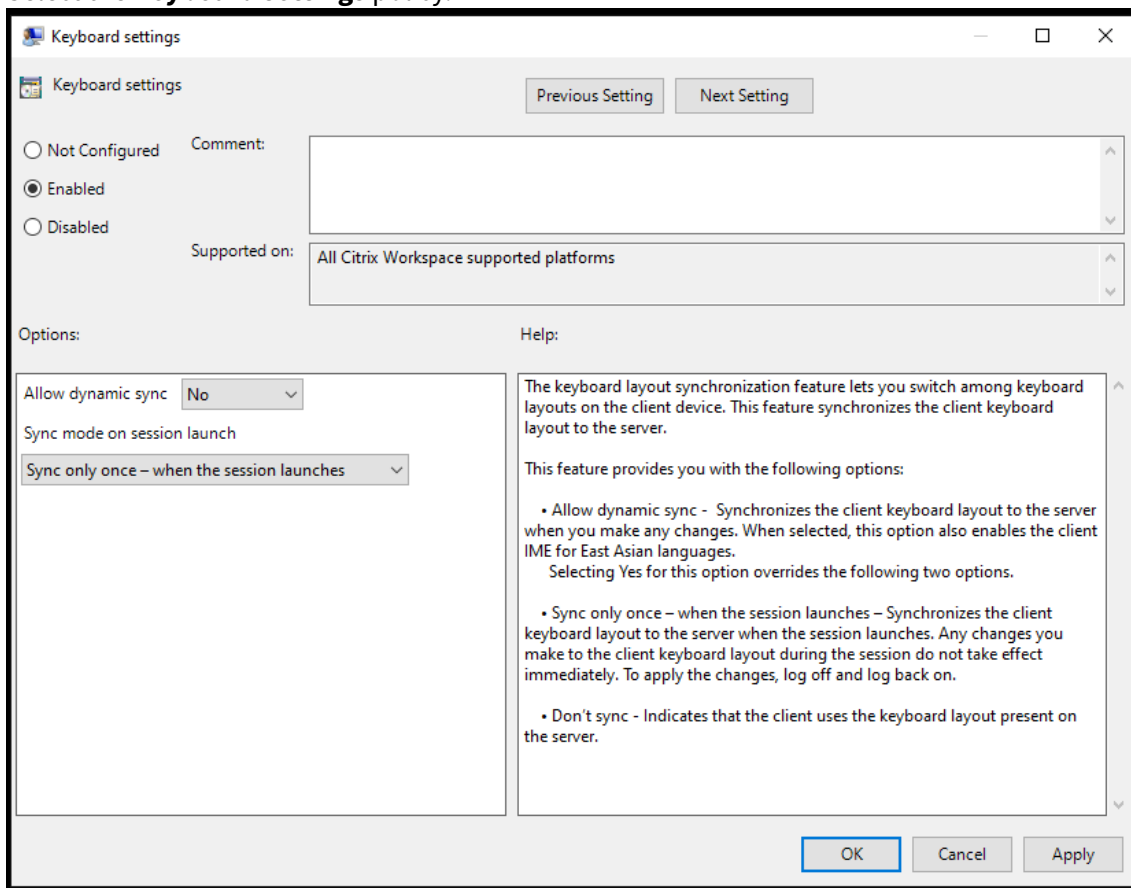 Keyboard settings
Keyboard settings
Previous Setting
Next Setting
Not Configured
Comment:
Enabled
Disabled
Supported on:
All Citrix Workspace supported platforms
Options:
Help:
Allow dynamic sync No
Sync mode on session launch
Sync only once – when the session launches
The keyboard layout synchronization feature lets you switch among keyboard
layouts on the client device. This feature synchronizes the client keyboard
layout to the server.
This feature provides you with the following options:
• Allow dynamic sync - Synchronizes the client keyboard layout to the server
when you make any changes. When selected, this option also enables the client
IME for East Asian languages.
Selecting Yes for this option overrides the following two options.
• Sync only once – when the session launches – Synchronizes the client
keyboard layout to the server when the session launches. Any changes you
make to the client keyboard layout during the session do not take effect
immediately. To apply the changes, log off and log back on.
• Don't sync - Indicates that the client uses the keyboard layout present on
the server.
OK
Cancel
Apply